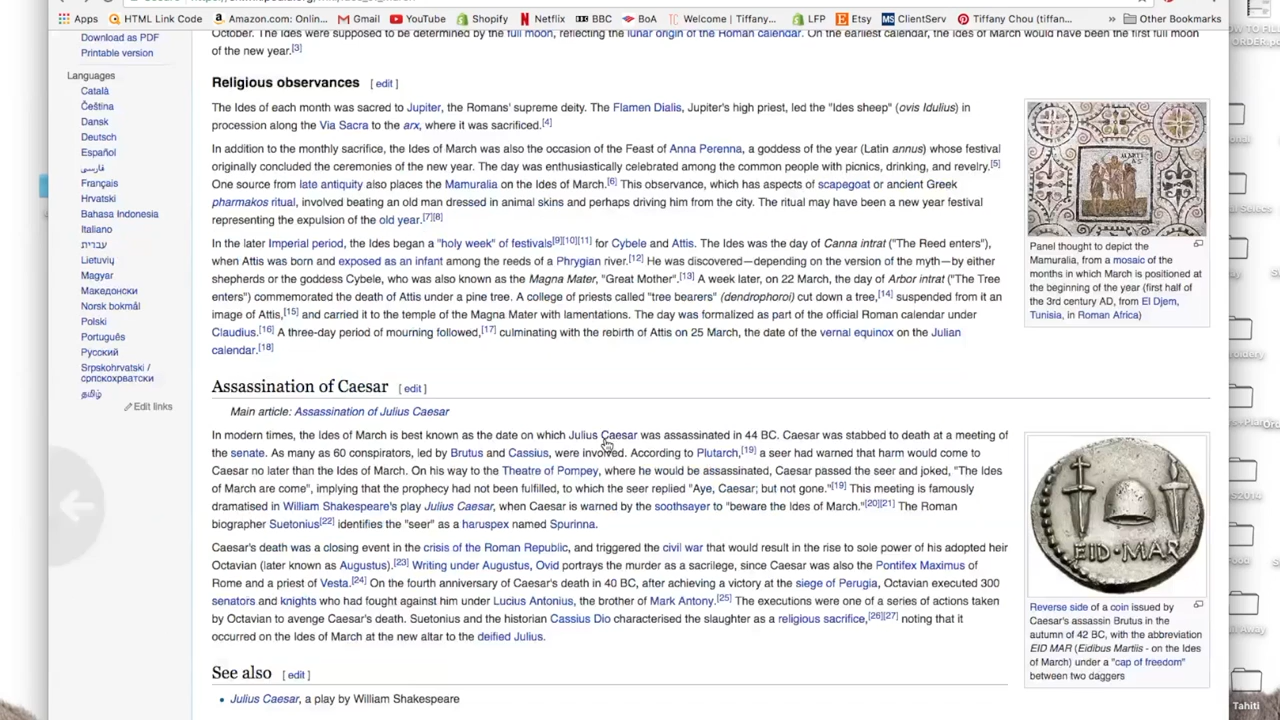 Apps
HTML Link Code
Amazon.com: Onlin...
Gmail
YouTube
Shopify
Netflix
BBC
BoA
Welcome | Tiffany...
LFP
Etsy
ClientServ
Tiffany Chou (tiffan...
»
Other Bookmarks
Download as PDF
Printable version
Languages
Català
Čeština
Dansk
Deutsch
Español
فارسی
Français
Hrvatski
Bahasa Indonesia
Italiano
עברית
Lietuvių
Magyar
Македонски
Norsk bokmål
Polski
Português
Русский
Srpskohrvatski /
српскохрватски
தமிழ்
Edit links
October. The Ides were supposed to be determined by the full moon, reflecting the lunar origin of the Roman calendar. On the earliest calendar, the Ides of March would have been the first full moon
of the new year.[3]
Religious observances [ edit ]
The Ides of each month was sacred to Jupiter, the Romans' supreme deity. The Flamen Dialis, Jupiter's high priest, led the "Ides sheep" (ovis Idulius) in
procession along the Via Sacra to the arx, where it was sacrificed.[4]
In addition to the monthly sacrifice, the Ides of March was also the occasion of the Feast of Anna Perenna, a goddess of the year (Latin annus) whose festival
originally concluded the ceremonies of the new year. The day was enthusiastically celebrated among the common people with picnics, drinking, and revelry.[5]
One source from late antiquity also places the Mamuralia on the Ides of March.[6] This observance, which has aspects of scapegoat or ancient Greek
pharmakos ritual, involved beating an old man dressed in animal skins and perhaps driving him from the city. The ritual may have been a new year festival
representing the expulsion of the old year.[7][8]
In the later Imperial period, the Ides began a "holy week" of festivals[9][10][11] for Cybele and Attis. The Ides was the day of Canna intrat ("The Reed enters"),
when Attis was born and exposed as an infant among the reeds of a Phrygian river.[12] He was discovered—depending on the version of the myth—by either
shepherds or the goddess Cybele, who was also known as the Magna Mater, "Great Mother".[13] A week later, on 22 March, the day of Arbor intrat ("The Tree
enters") commemorated the death of Attis under a pine tree. A college of priests called "tree bearers" (dendrophoroi) cut down a tree,[14] suspended from it an
image of Attis,[15] and carried it to the temple of the Magna Mater with lamentations. The day was formalized as part of the official Roman calendar under
Claudius.[16] A three-day period of mourning followed,[17] culminating with the rebirth of Attis on 25 March, the date of the vernal equinox on the Julian
calendar.[18]
Panel thought to depict the
Mamuralia, from a mosaic of the
months in which March is positioned at
the beginning of the year (first half of
the 3rd century AD, from El Djem,
Tunisia, in Roman Africa)
Assassination of Caesar [ edit ]
Main article: Assassination of Julius Caesar
In modern times, the Ides of March is best known as the date on which Julius Caesar was assassinated in 44 BC. Caesar was stabbed to death at a meeting of
the senate. As many as 60 conspirators, led by Brutus and Cassius, were involved. According to Plutarch,[19] a seer had warned that harm would come to
Caesar no later than the Ides of March. On his way to the Theatre of Pompey, where he would be assassinated, Caesar passed the seer and joked, "The Ides
of March are come", implying that the prophecy had not been fulfilled, to which the seer replied "Aye, Caesar; but not gone."[19] This meeting is famously
dramatised in William Shakespeare's play Julius Caesar, when Caesar is warned by the soothsayer to "beware the Ides of March."[20][21] The Roman
biographer Suetonius[22] identifies the "seer" as a haruspex named Spurinna.
Caesar's death was a closing event in the crisis of the Roman Republic, and triggered the civil war that would result in the rise to sole power of his adopted heir
Octavian (later known as Augustus).[23] Writing under Augustus, Ovid portrays the murder as a sacrilege, since Caesar was also the Pontifex Maximus of
Rome and a priest of Vesta.[24] On the fourth anniversary of Caesar's death in 40 BC, after achieving a victory at the siege of Perugia, Octavian executed 300
senators and knights who had fought against him under Lucius Antonius, the brother of Mark Antony.[25] The executions were one of a series of actions taken
by Octavian to avenge Caesar's death. Suetonius and the historian Cassius Dio characterised the slaughter as a religious sacrifice,[26][27] noting that it
occurred on the Ides of March at the new altar to the deified Julius.
EID·MAR
Reverse side of a coin issued by
Caesar's assassin Brutus in the
autumn of 42 BC, with the abbreviation
EID MAR (Eidibus Martiis - on the Ides
of March) under a "cap of freedom"
between two daggers
See also [ edit ]
• Julius Caesar, a play by William Shakespeare
Tahiti